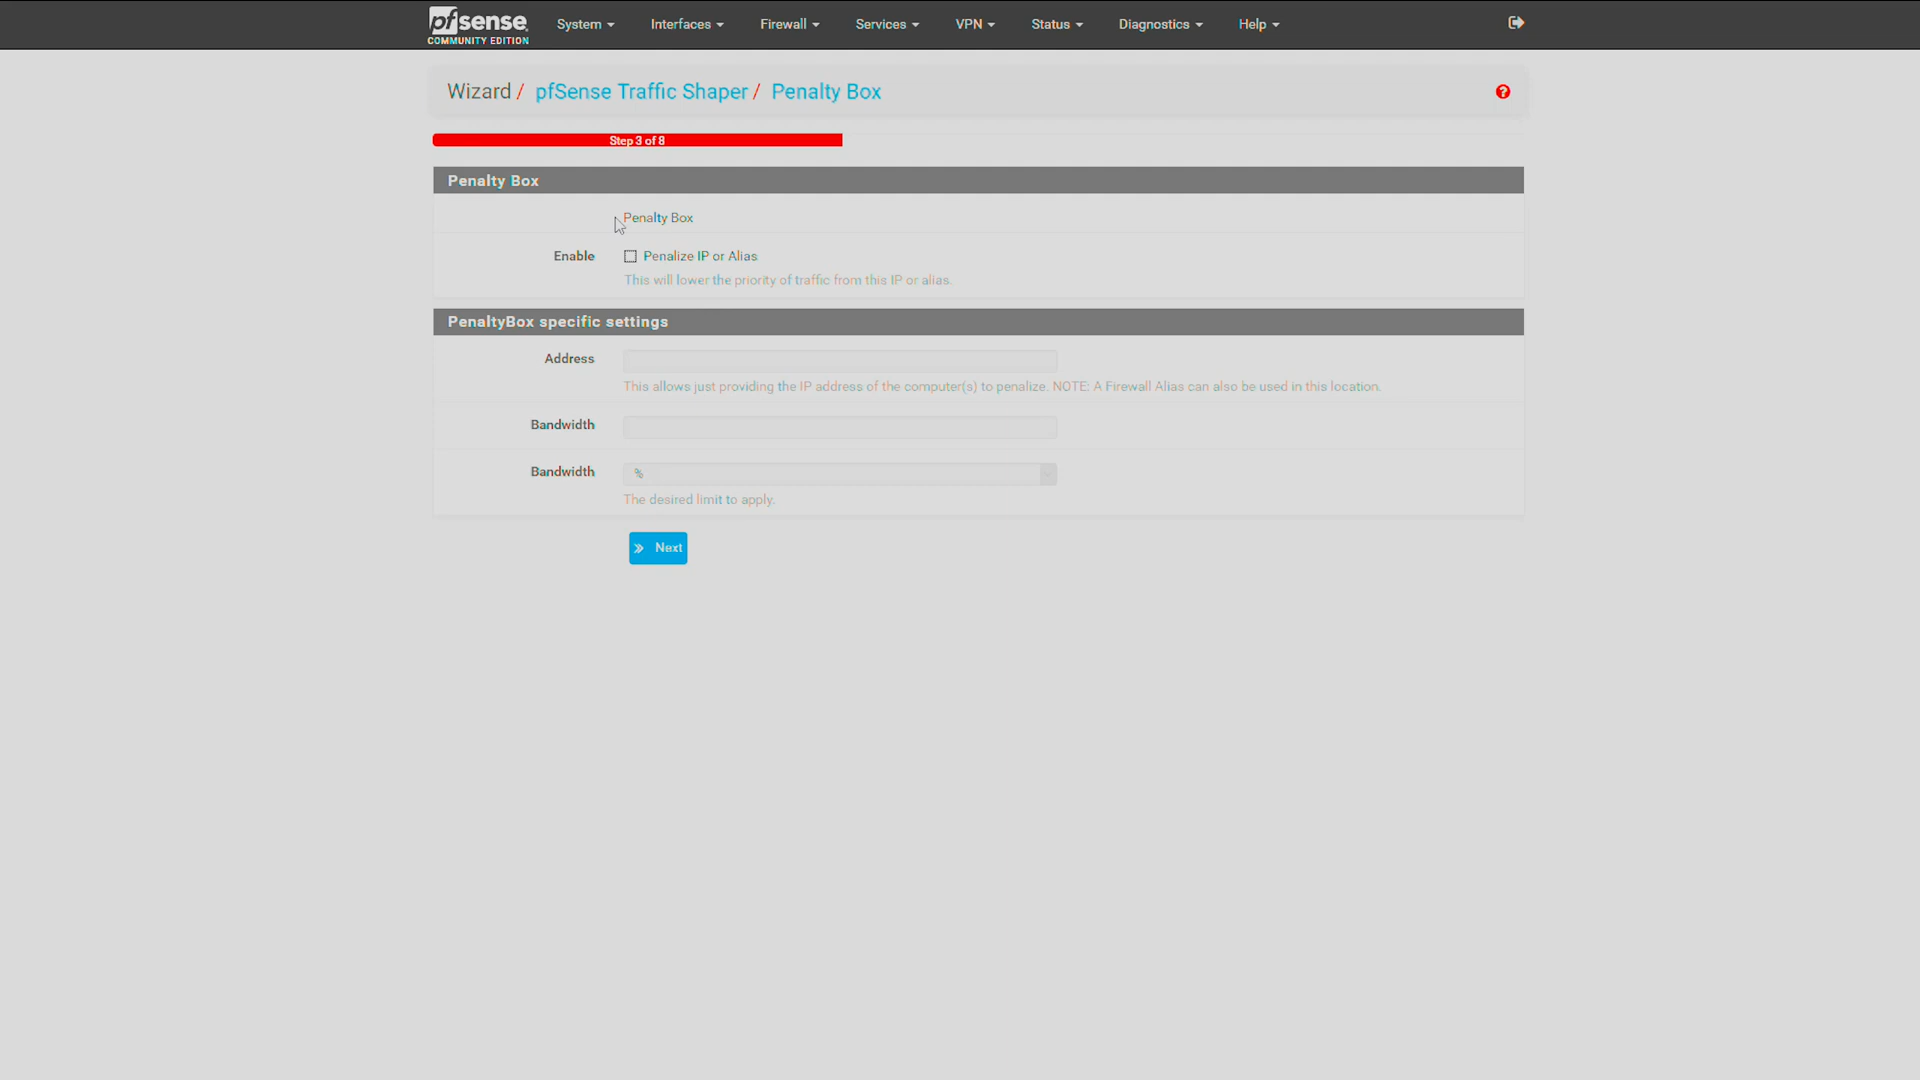 pfsense
COMMUNITY EDITION
System
Interfaces
Firewall
Services
VPN
Status
Diagnostics
Help
Wizard / pfSense Traffic Shaper / Penalty Box
Step 3 of 8
Penalty Box
Penalty Box
Enable
Penalize IP or Alias
This will lower the priority of traffic from this IP or alias.
PenaltyBox specific settings
Address
This allows just providing the IP address of the computer(s) to penalize. NOTE: A Firewall Alias can also be used in this location.
Bandwidth
Bandwidth
%
The desired limit to apply.
Next